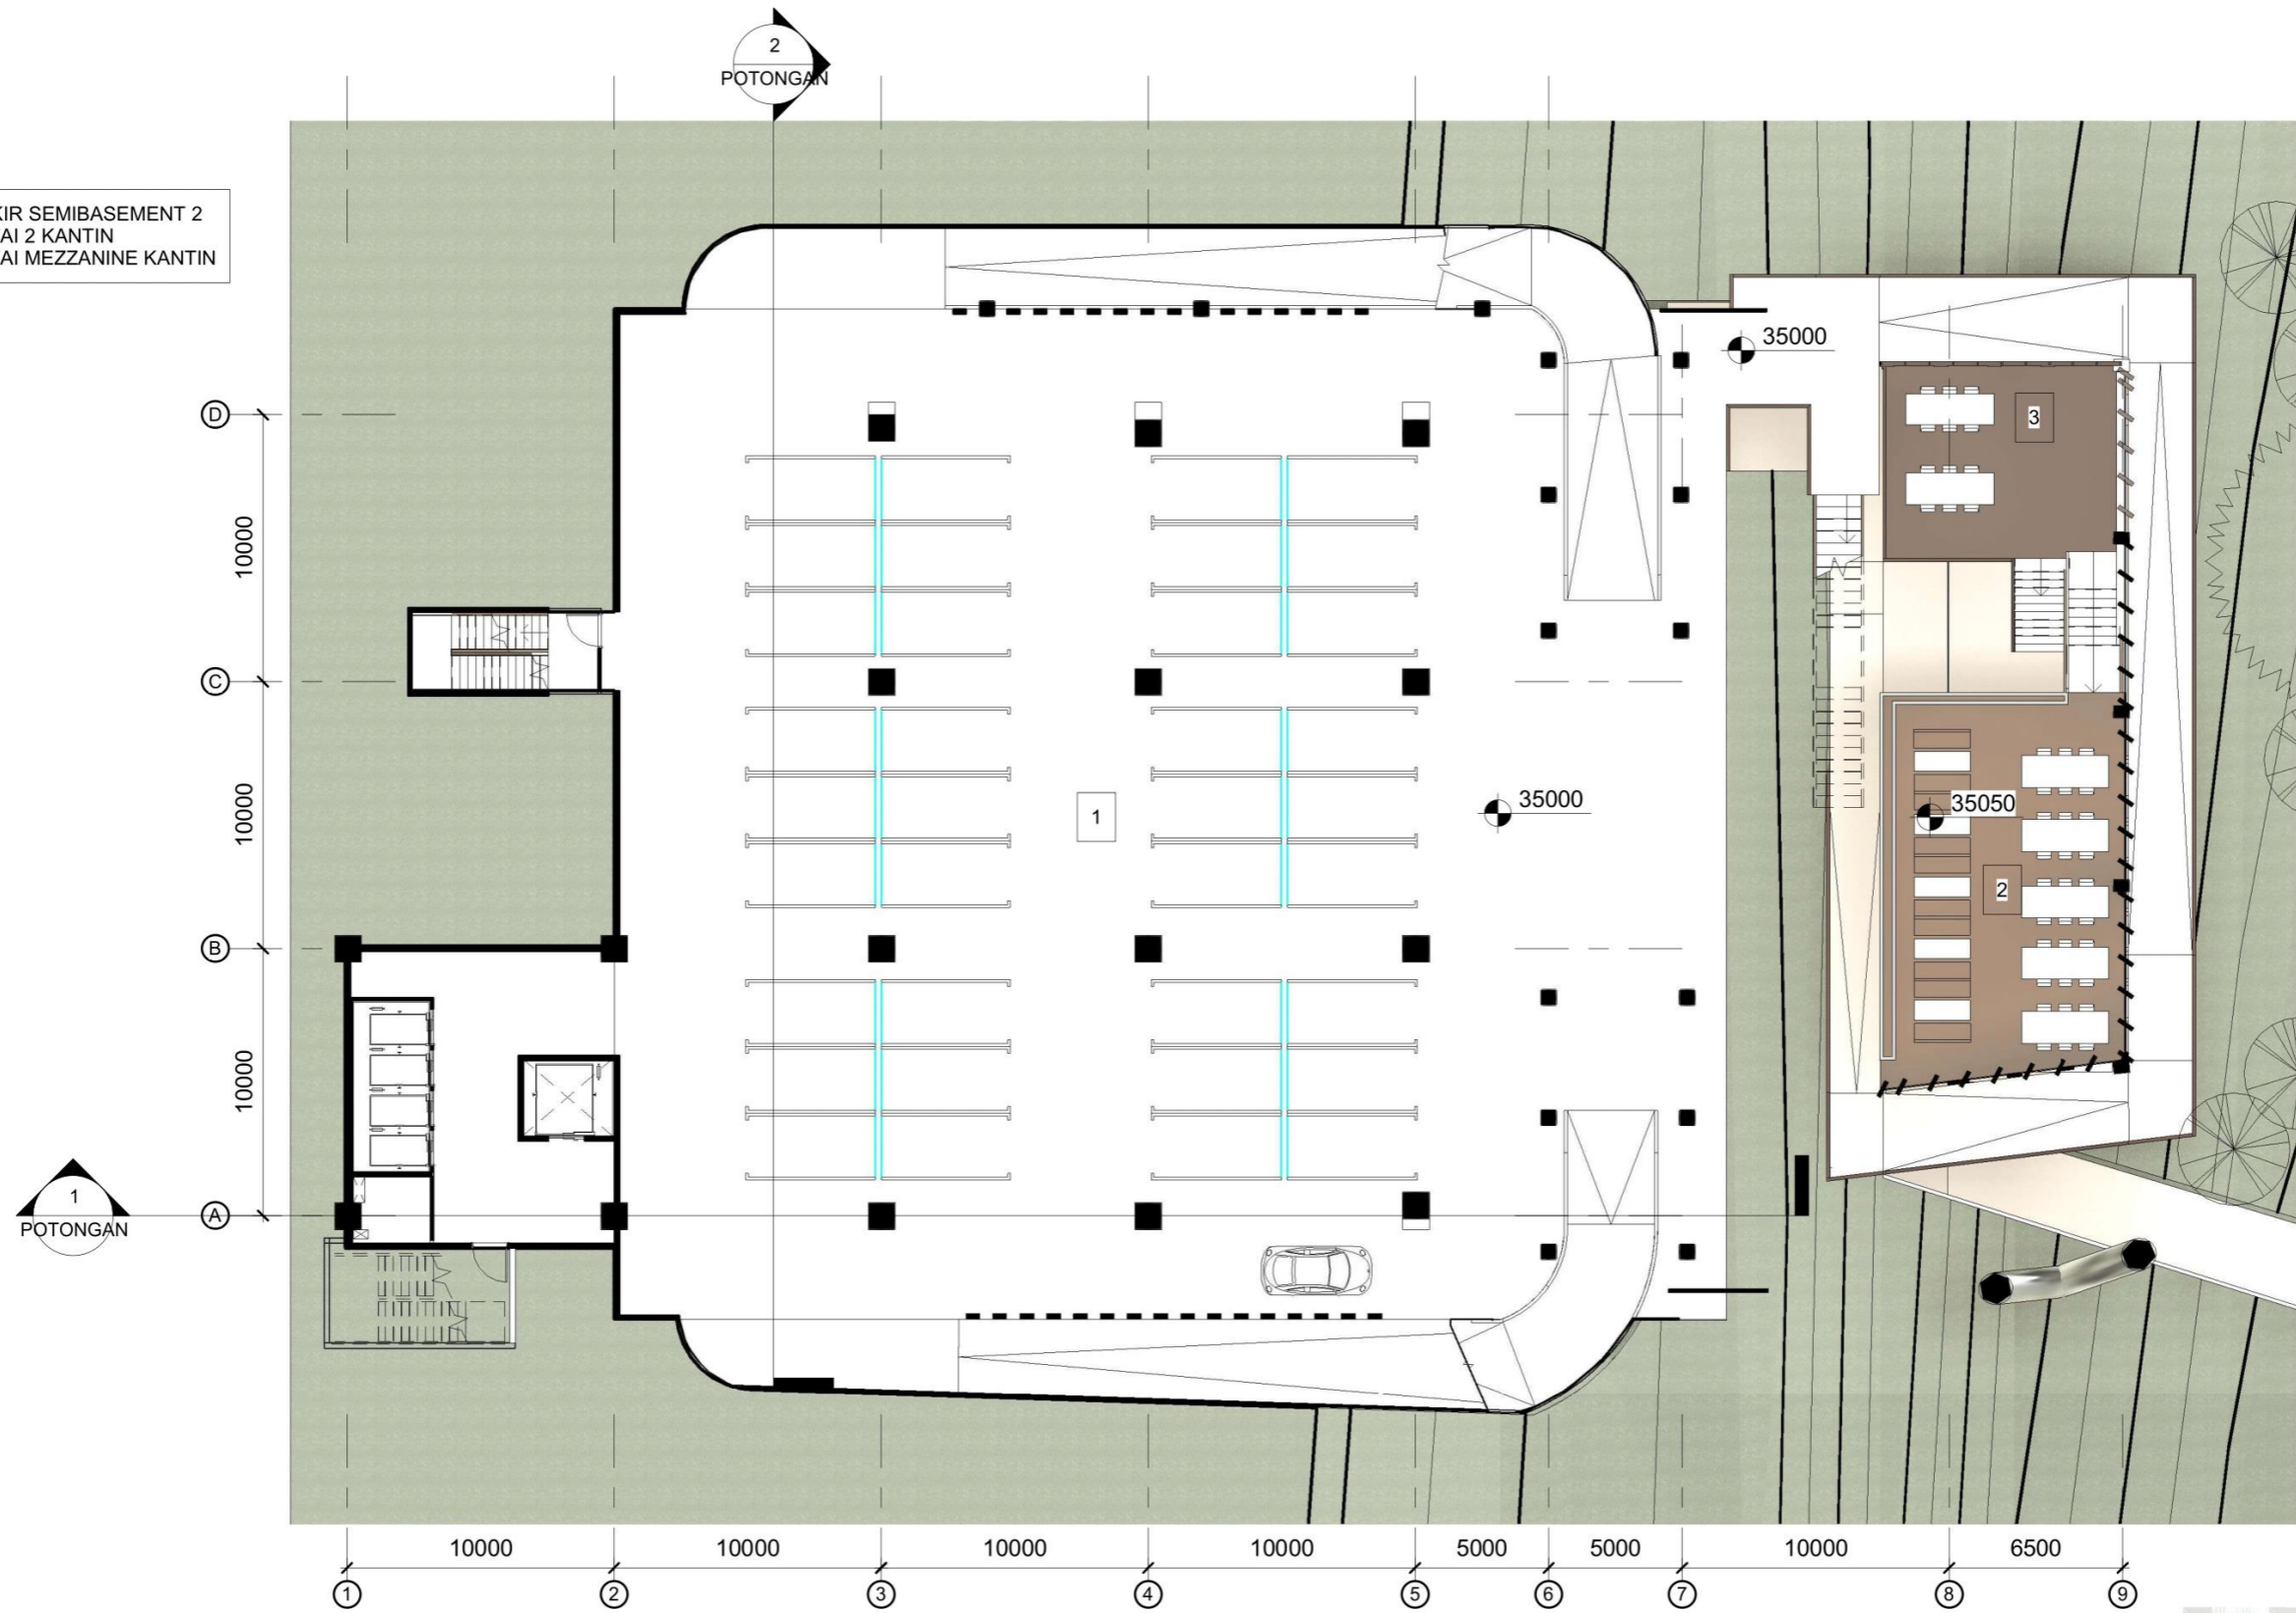 2
POTONGAN
KIR SEMIBASEMENT 2
AI 2 KANTIN
AI MEZZANINE KANTIN
35000
D
3
10000
C
10000
1
35000
35050
2
B
10000
1
POTONGAN
A
10000 10000 10000 10000 5000 5000 10000 6500
1 2 3 4 5 6 7 8 9